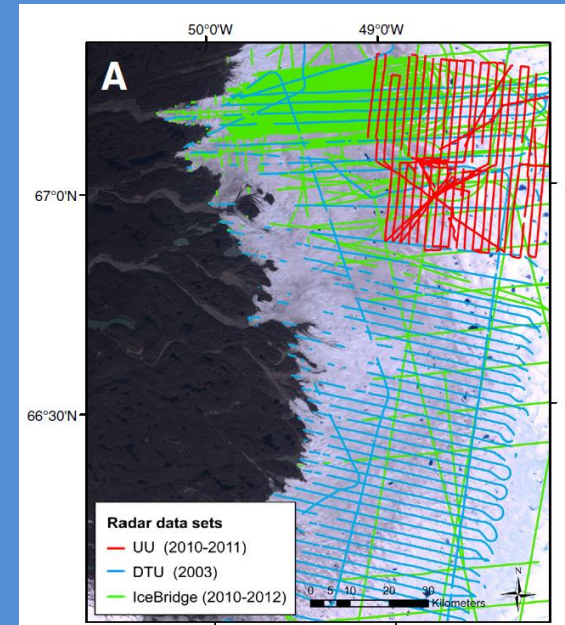 50°0'W 49°0'W
A
67°0'N
66°30'N
Radar data sets
UU (2010-2011)
DTU (2003)
IceBridge (2010-2012)
N
0 5 10 20 30
Kilometers